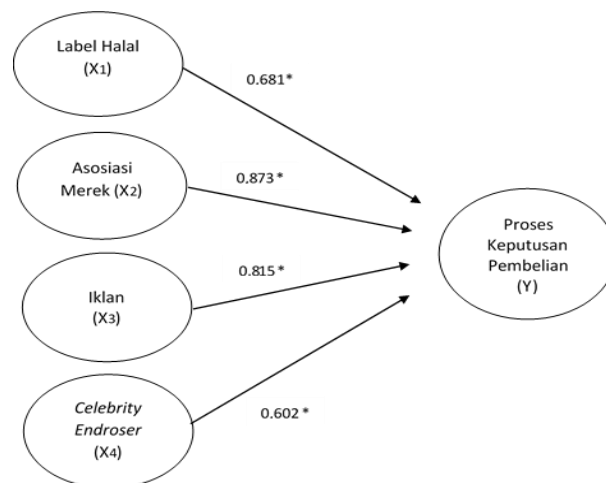 Label Halal
(X1)
0.681*
Asosiasi
Merek (X2)
0.873*
Proses
Keputusan
Pembelian
(Y)
0.815*
Iklan
(X3)
Celebrity
Endroser
(X4)
0.602*